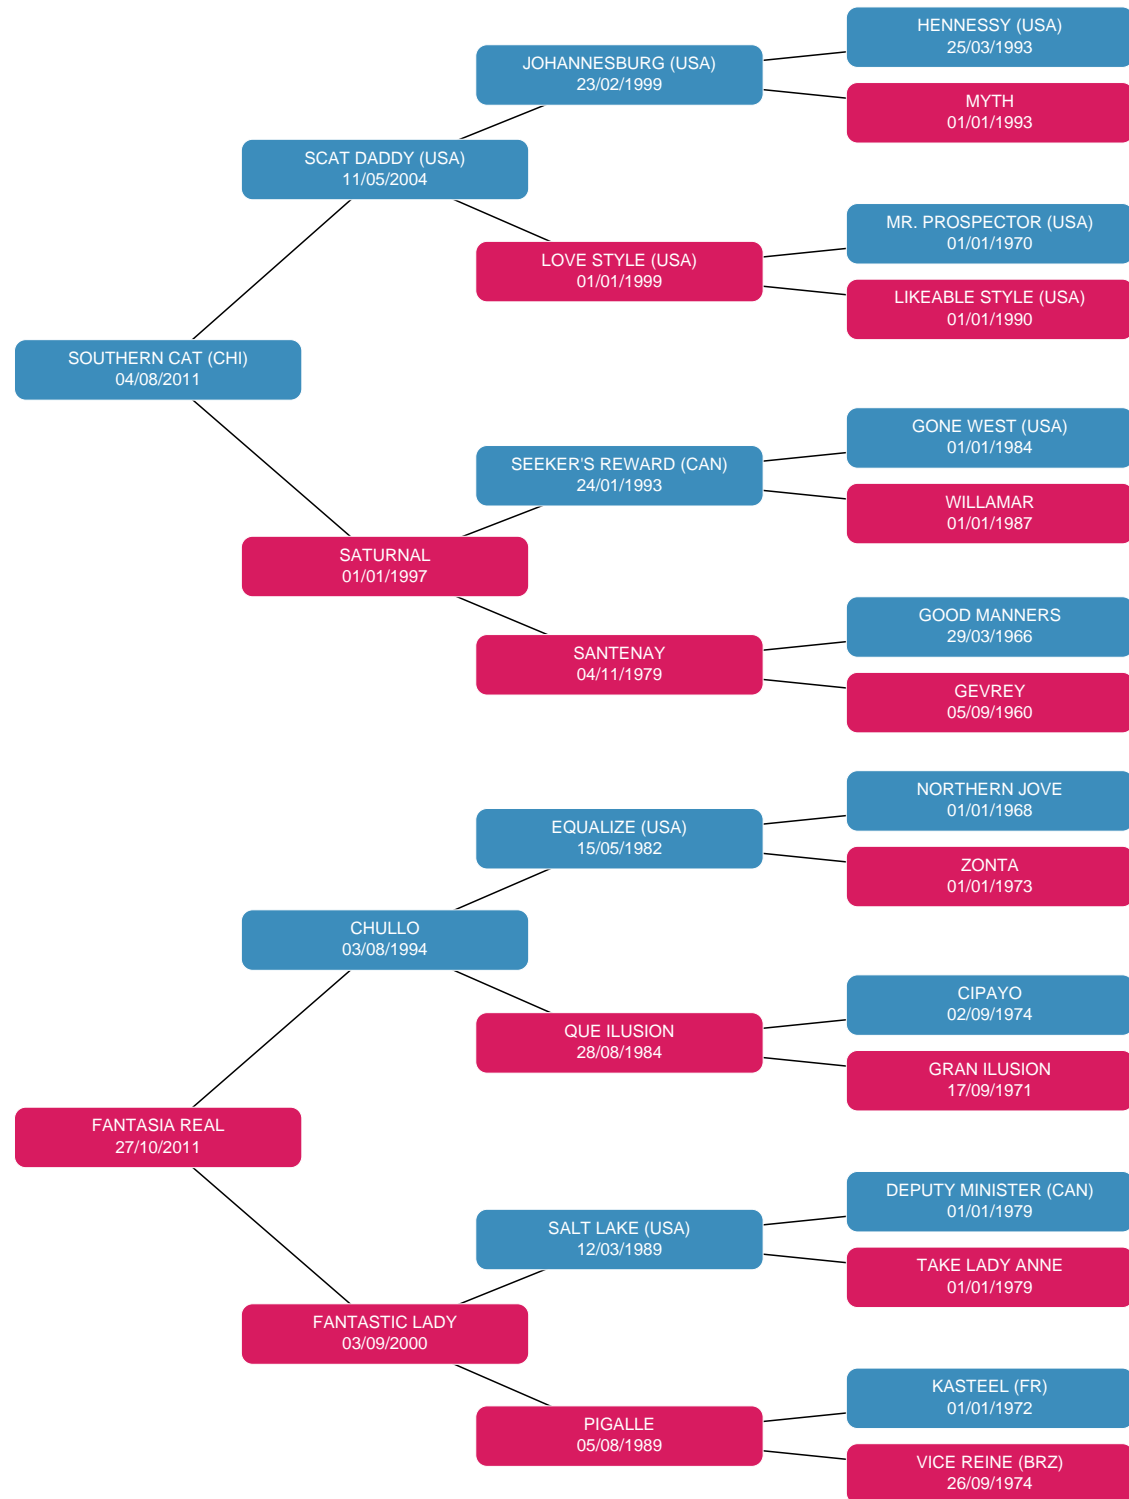 HENNESSY (USA)
25/03/1993
JOHANNESBURG (USA)
23/02/1999
MYTH
01/01/1993
SCAT DADDY (USA)
11/05/2004
MR. PROSPECTOR (USA)
01/01/1970
LOVE STYLE (USA)
01/01/1999
LIKEABLE STYLE (USA)
01/01/1990
SOUTHERN CAT (CHI)
04/08/2011
GONE WEST (USA)
01/01/1984
SEEKER'S REWARD (CAN)
24/01/1993
WILLAMAR
01/01/1987
SATURNAL
01/01/1997
GOOD MANNERS
29/03/1966
SANTENAY
04/11/1979
GEVREY
05/09/1960
NORTHERN JOVE
01/01/1968
EQUALIZE (USA)
15/05/1982
ZONTA
01/01/1973
CHULLO
03/08/1994
CIPAYO
02/09/1974
QUE ILUSION
28/08/1984
GRAN ILUSION
17/09/1971
FANTASIA REAL
27/10/2011
DEPUTY MINISTER (CAN)
01/01/1979
SALT LAKE (USA)
12/03/1989
TAKE LADY ANNE
01/01/1979
FANTASTIC LADY
03/09/2000
KASTEEL (FR)
01/01/1972
PIGALLE
05/08/1989
VICE REINE (BRZ)
26/09/1974